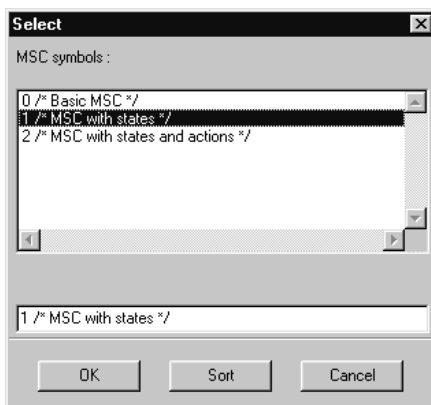 Select
MSC symbols :
0 /* Basic MSC */
1 /* MSC with states */
2 /* MSC with states and actions */
1 /* MSC with states */
OK Sort Cancel